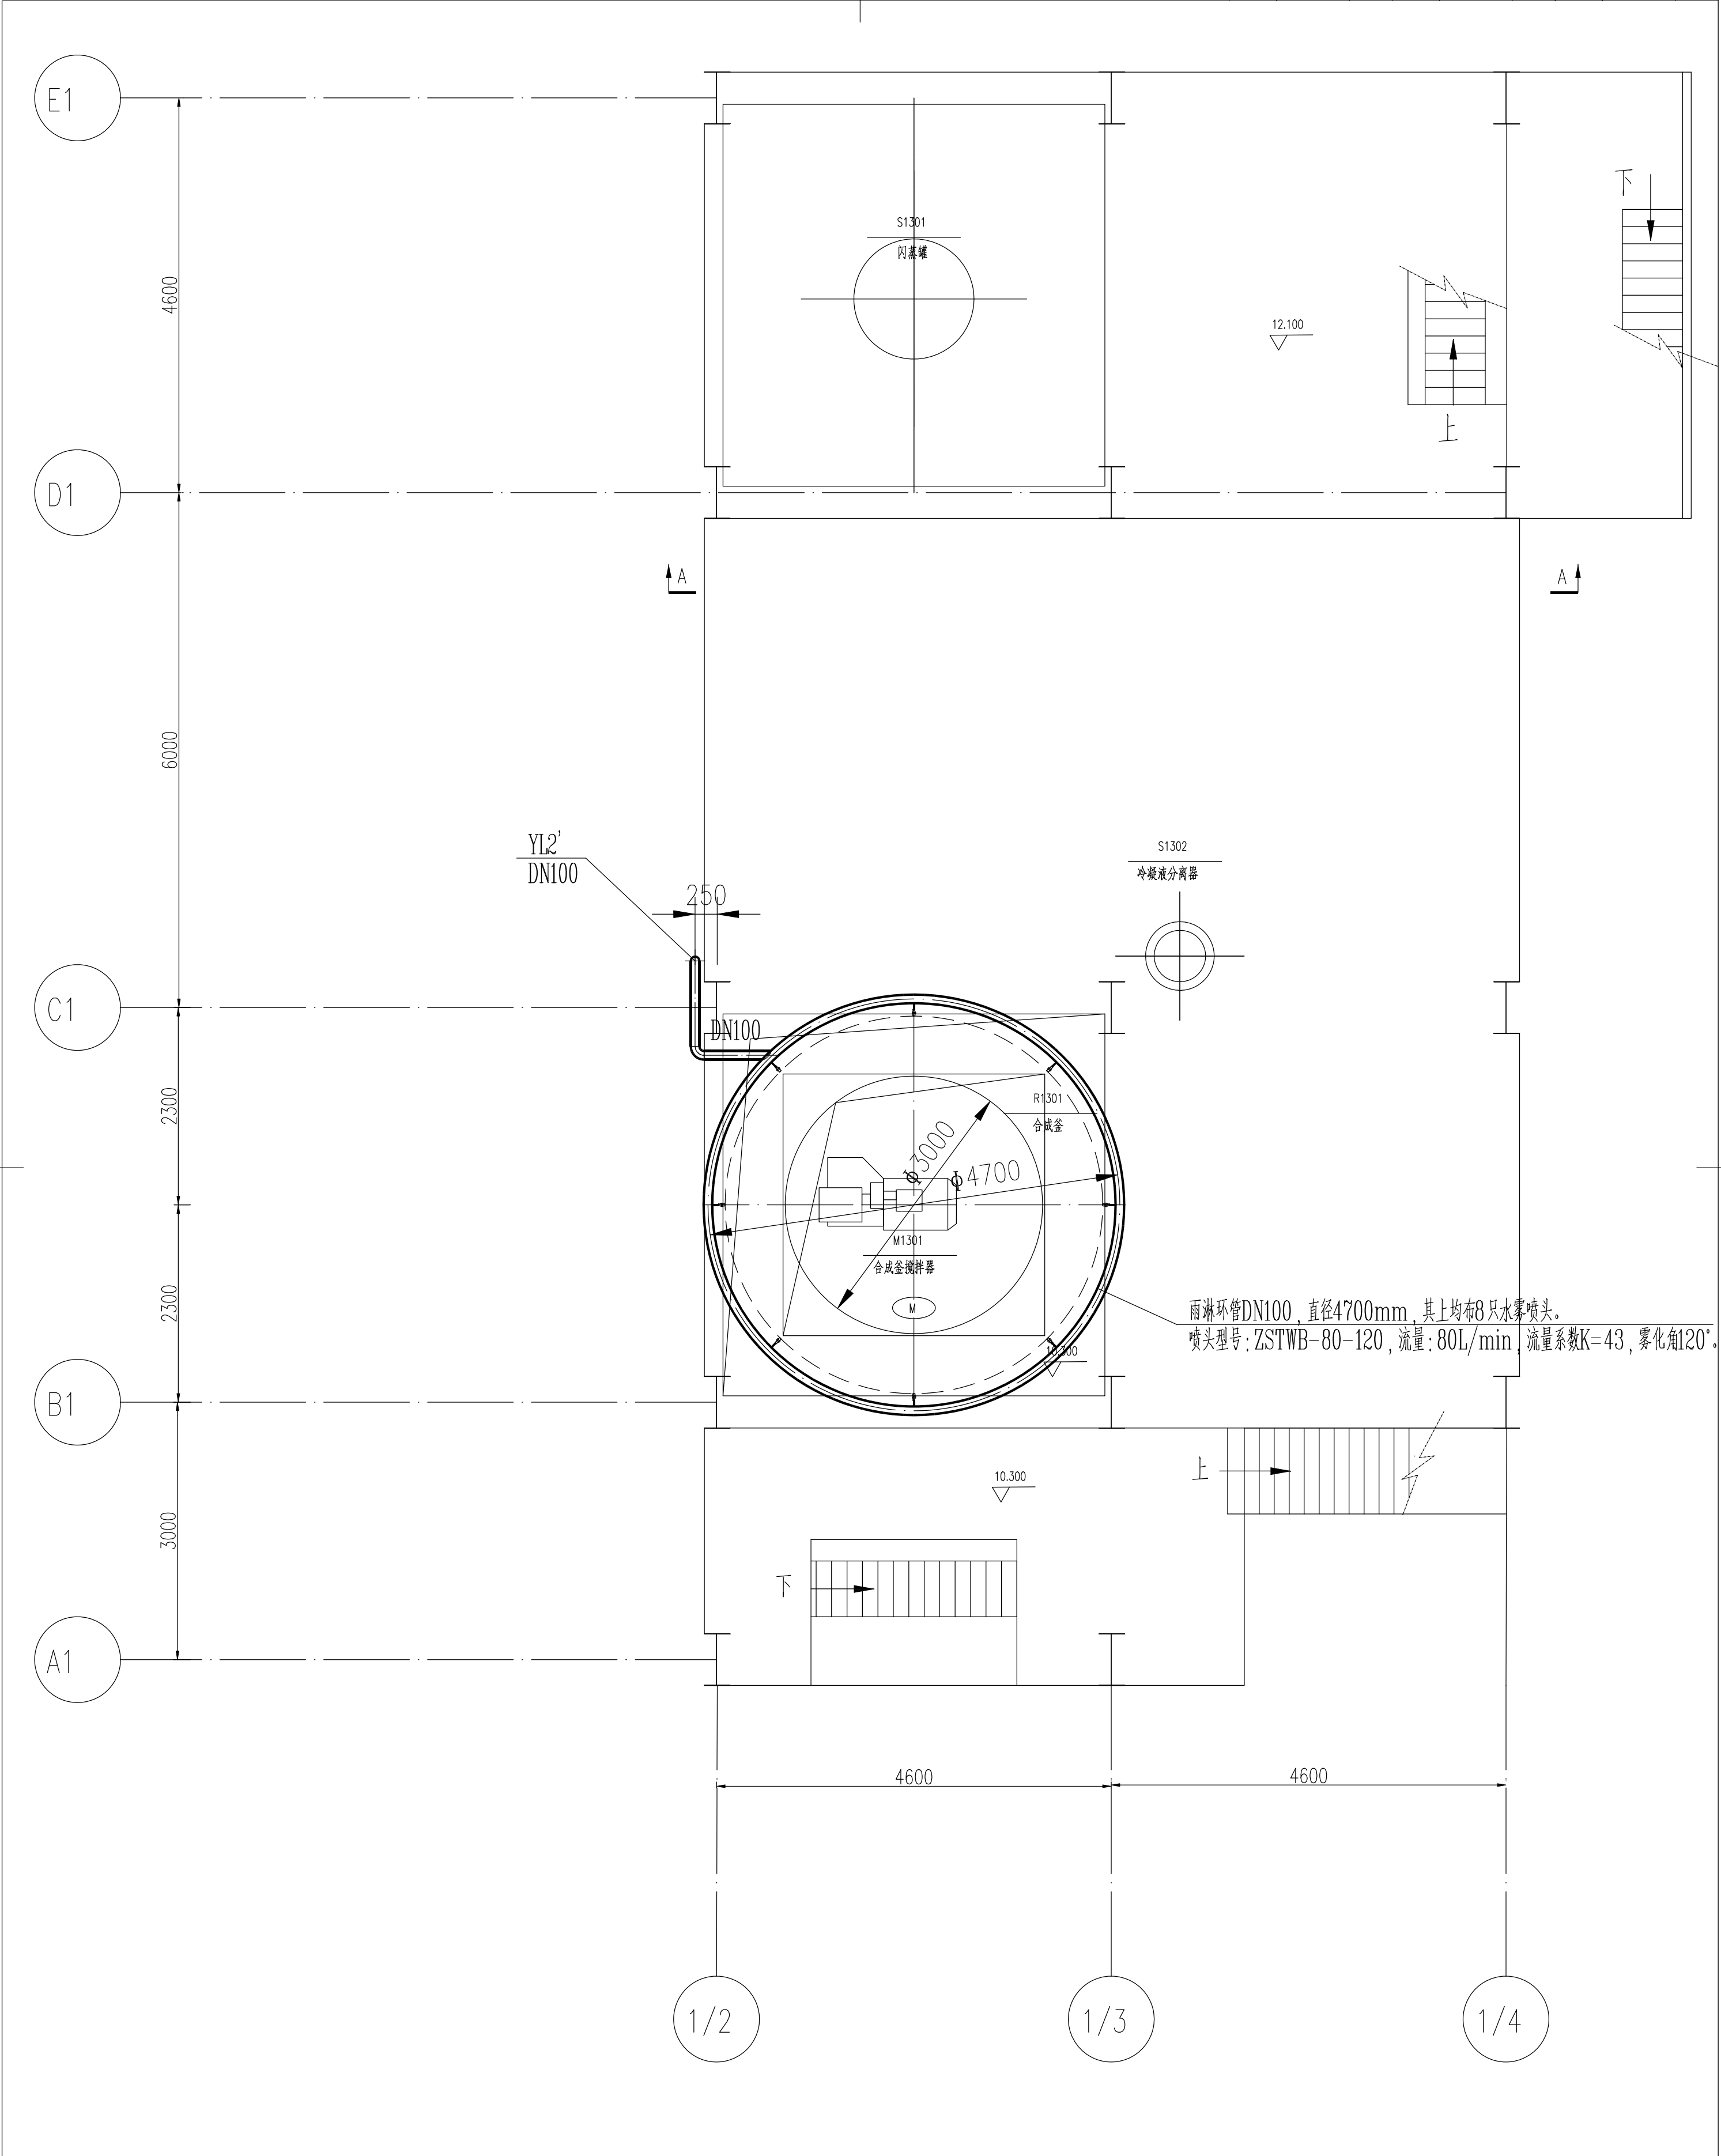 E1
S1301
闪蒸罐
下
4600
12.100
上
D1
A
A
6000
YL2'
DN100
S1302
冷凝液分离器
250
C1
DN100
2300
R1301
合成釜
ϕ3000
ϕ4700
M1301
合成釜搅拌器
M
2300
雨淋环管DN100,直径4700mm,其上均布8只水雾喷头。
喷头型号:ZSTWB-80-120,流量:80L/min,流量系数K=43,雾化角120°。
10.300
B1
上
10.300
3000
下
A1
4600
4600
1/2
1/3
1/4